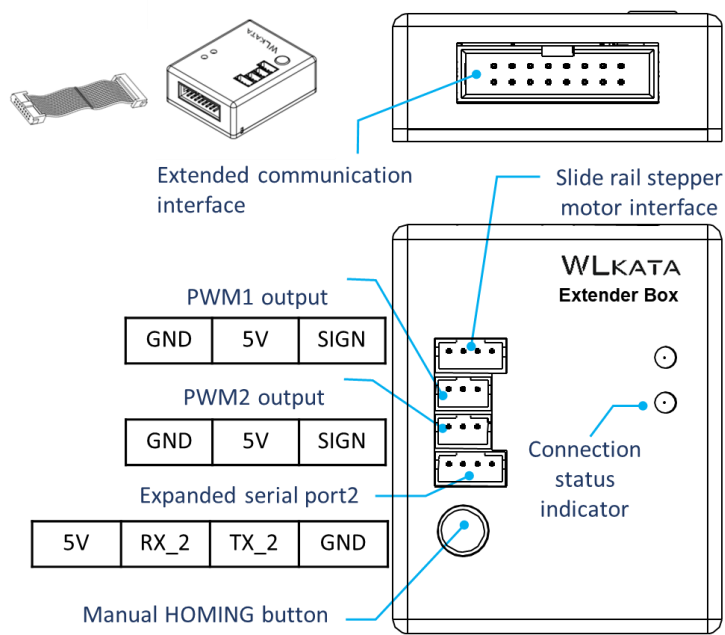 WLKATA
Extended communication
interface
Slide rail stepper
motor interface
WLKATA
Extender Box
PWM1 output
GND 5V SIGN
PWM2 output
GND 5V SIGN
Connection
status
indicator
Expanded serial port2
5V RX_2 TX_2 GND
Manual HOMING button